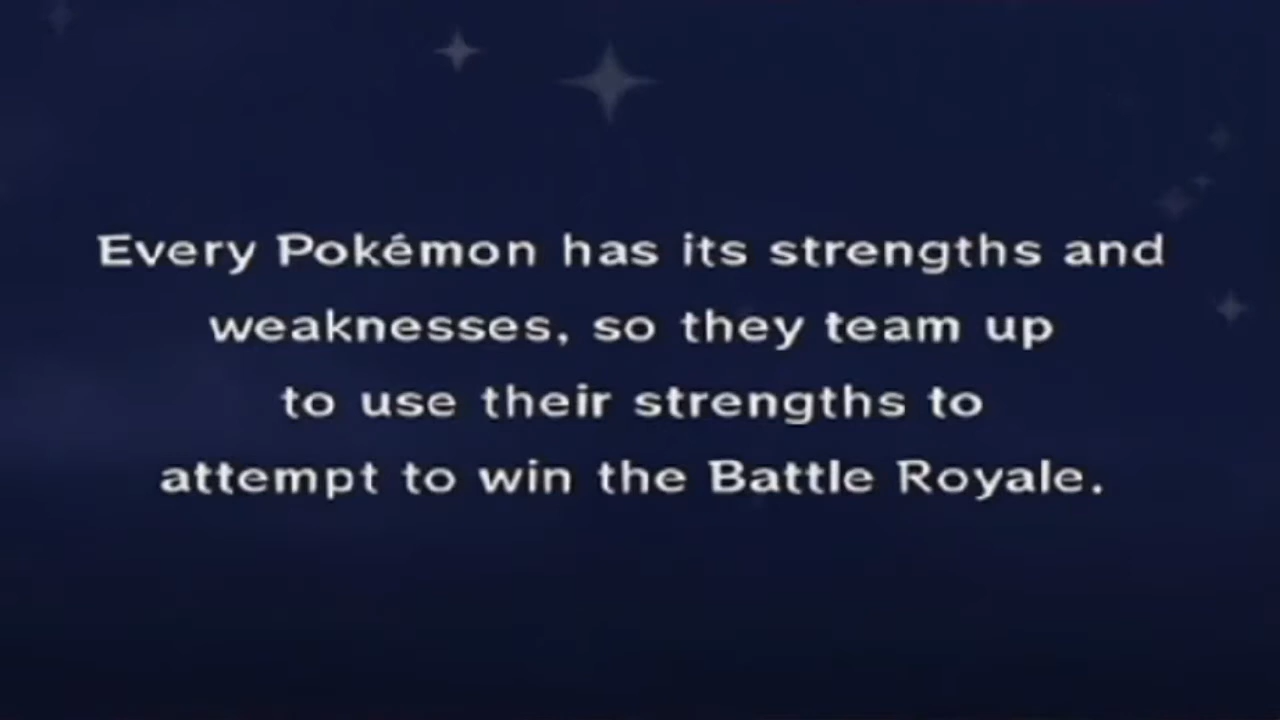 Every Pokémon has its strengths and
weaknesses, so they team up
to use their strengths to
attempt to win the Battle Royale.